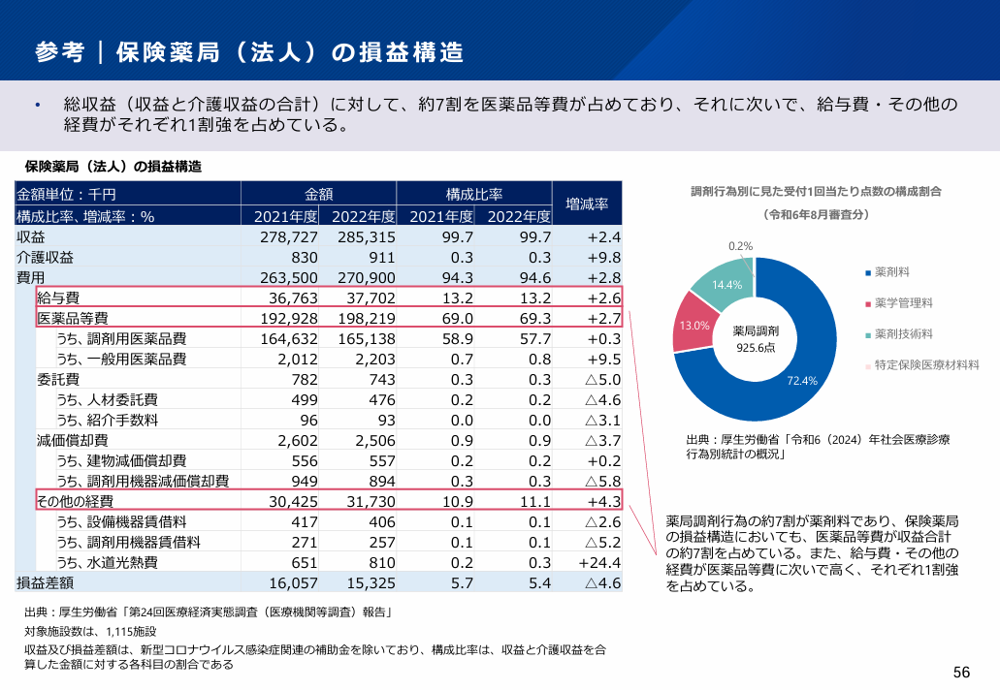 参考｜保険薬局（法人）の損益構造
• 総収益（収益と介護収益の合計）に対して、約7割を医薬品等費が占めており、それに次いで、給与費・その他の
経費がそれぞれ1割強を占めている。
保険薬局（法人）の損益構造
金額単位：千円 金額 構成比率 増減率
構成比率、増減率：% 2021年度 2022年度 2021年度 2022年度
収益 278,727 285,315 99.7 99.7 +2.4
介護収益 830 911 0.3 0.3 +9.8
費用 263,500 270,900 94.3 94.6 +2.8
給与費 36,763 37,702 13.2 13.2 +2.6
医薬品等費 192,928 198,219 69.0 69.3 +2.7
うち、調剤用医薬品費 164,632 165,138 58.9 57.7 +0.3
うち、一般用医薬品費 2,012 2,203 0.7 0.8 +9.5
委託費 782 743 0.3 0.3 △5.0
うち、人材委託費 499 476 0.2 0.2 △4.6
うち、紹介手数料 96 93 0.0 0.0 △3.1
減価償却費 2,602 2,506 0.9 0.9 △3.7
うち、建物減価償却費 556 557 0.2 0.2 +0.2
うち、調剤用機器減価償却費 949 894 0.3 0.3 △5.8
その他の経費 30,425 31,730 10.9 11.1 +4.3
うち、設備機器賃借料 417 406 0.1 0.1 △2.6
うち、調剤用機器賃借料 271 257 0.1 0.1 △5.2
うち、水道光熱費 651 810 0.2 0.3 +24.4
損益差額 16,057 15,325 5.7 5.4 △4.6
出典：厚生労働省「第24回医療経済実態調査（医療機関等調査）報告」
対象施設数は、1,115施設
収益及び損益差額は、新型コロナウイルス感染症関連の補助金を除いており、構成比率は、収益と介護収益を合
算した金額に対する各科目の割合である
調剤行為別に見た受付1回当たり点数の構成割合
（令和6年8月審査分）
0.2%
14.4%
13.0%
72.4%
薬局調剤
925.6点
薬剤料
薬学管理料
薬剤技術料
特定保険医療材料料
出典：厚生労働省「令和6（2024）年社会医療診療
行為別統計の概況」
薬局調剤行為の約7割が薬剤料であり、保険薬局
の損益構造においても、医薬品等費が収益合計
の約7割を占めている。また、給与費・その他の
経費が医薬品等費に次いで高く、それぞれ1割強
を占めている。
56